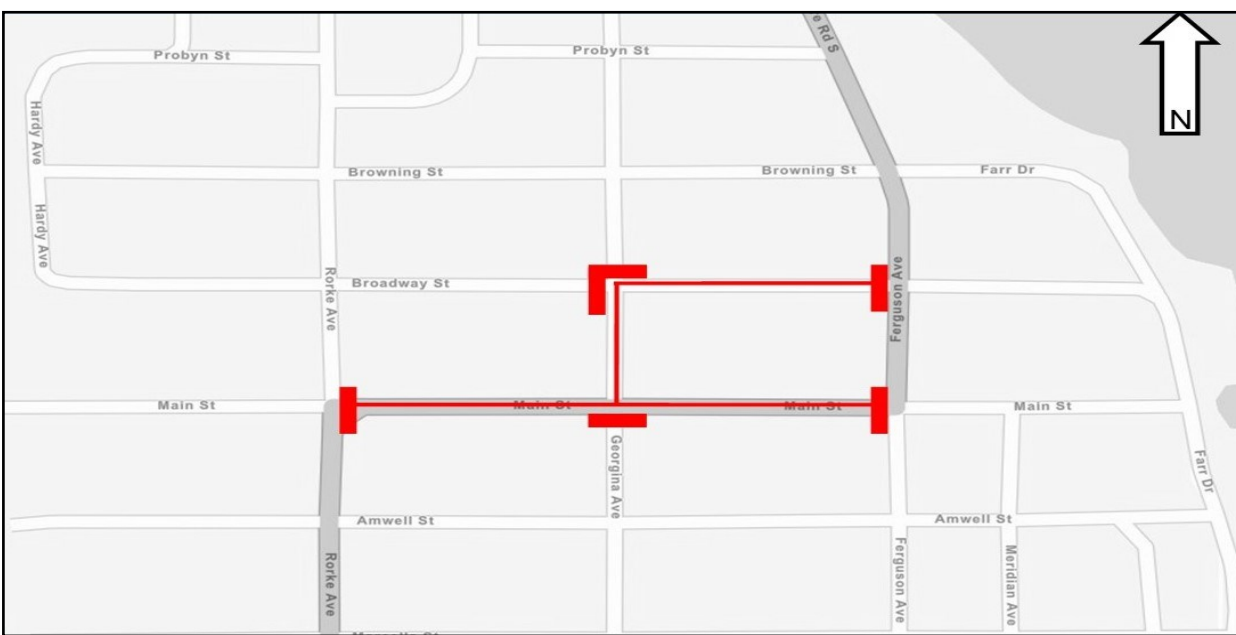 e Rd S
Probyn St
Probyn St
N
Hardy Ave
Browning St
Browning St
Farr Dr
Hardy Ave
Rorke Ave
Broadway St
Ferguson Ave
Main St
Main St
Main St
Main St
Georgina Ave
Farr Dr
Amwell St
Amwell St
Rorke Ave
Ferguson Ave
Meridian Ave